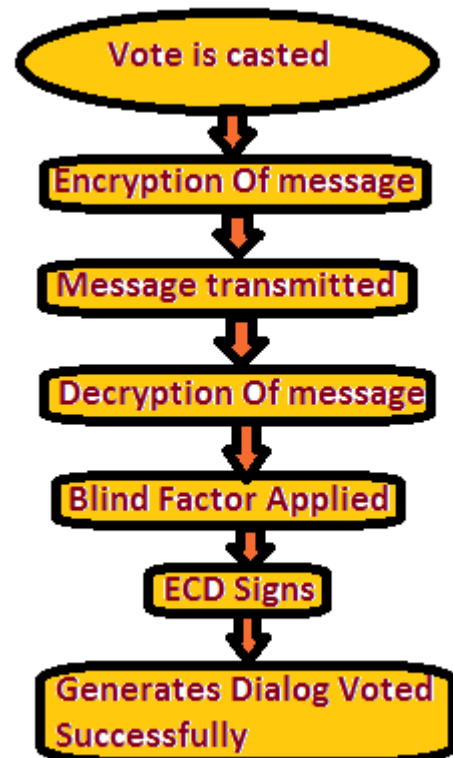 Vote is casted
Encryption Of message
Message transmitted
Decryption Of message
Blind Factor Applied
ECD Signs
Generates Dialog Voted
Successfully